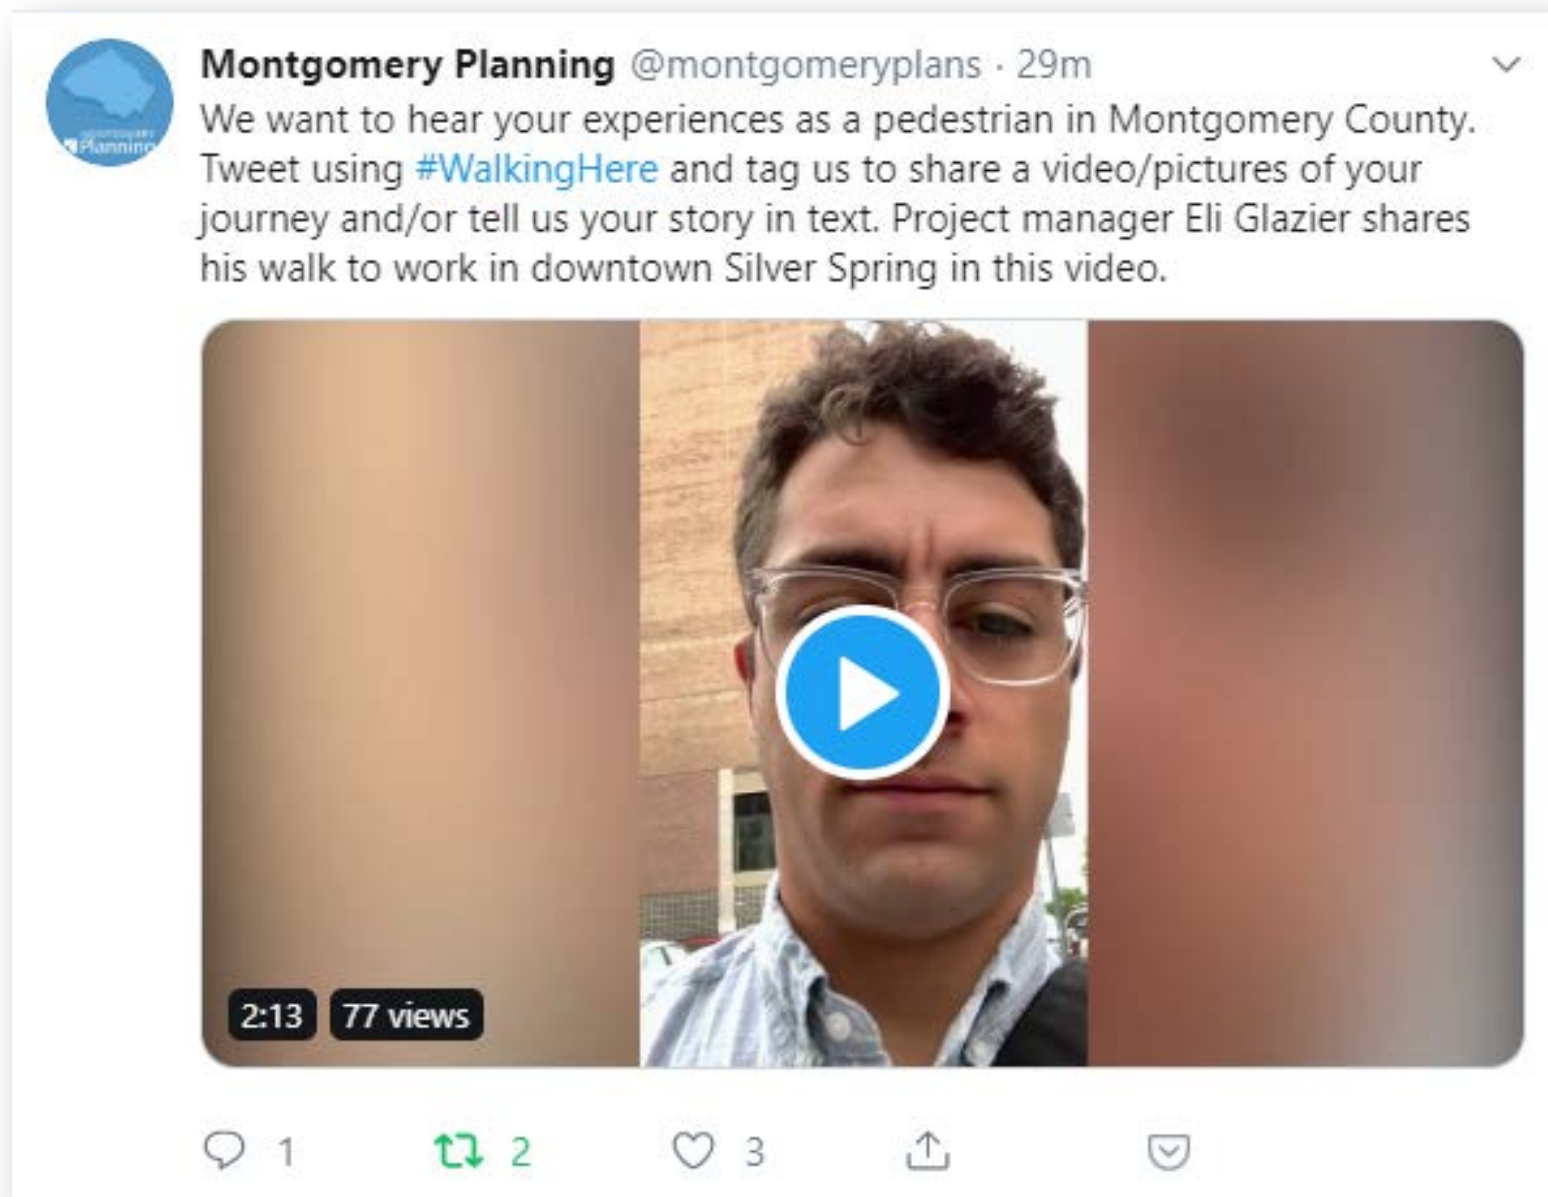 Montgomery Planning @montgomeryplans · 29m
We want to hear your experiences as a pedestrian in Montgomery County.
Tweet using #WalkingHere and tag us to share a video/pictures of your
journey and/or tell us your story in text. Project manager Eli Glazier shares
his walk to work in downtown Silver Spring in this video.
Planning
2:13 77 views
1 2 3